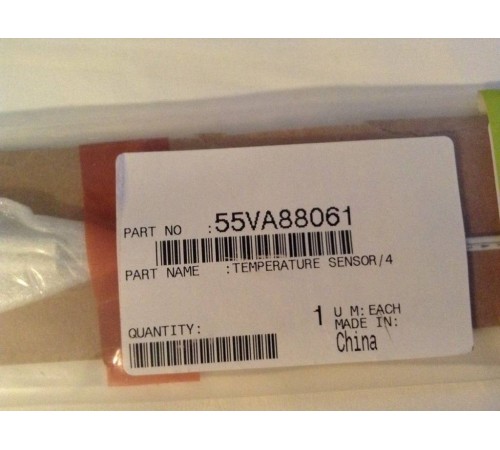 PART NO :55VA88061
PART NAME :TEMPERATURE SENSOR/4
QUANTITY: 1 U M:EACH
MADE IN:
China